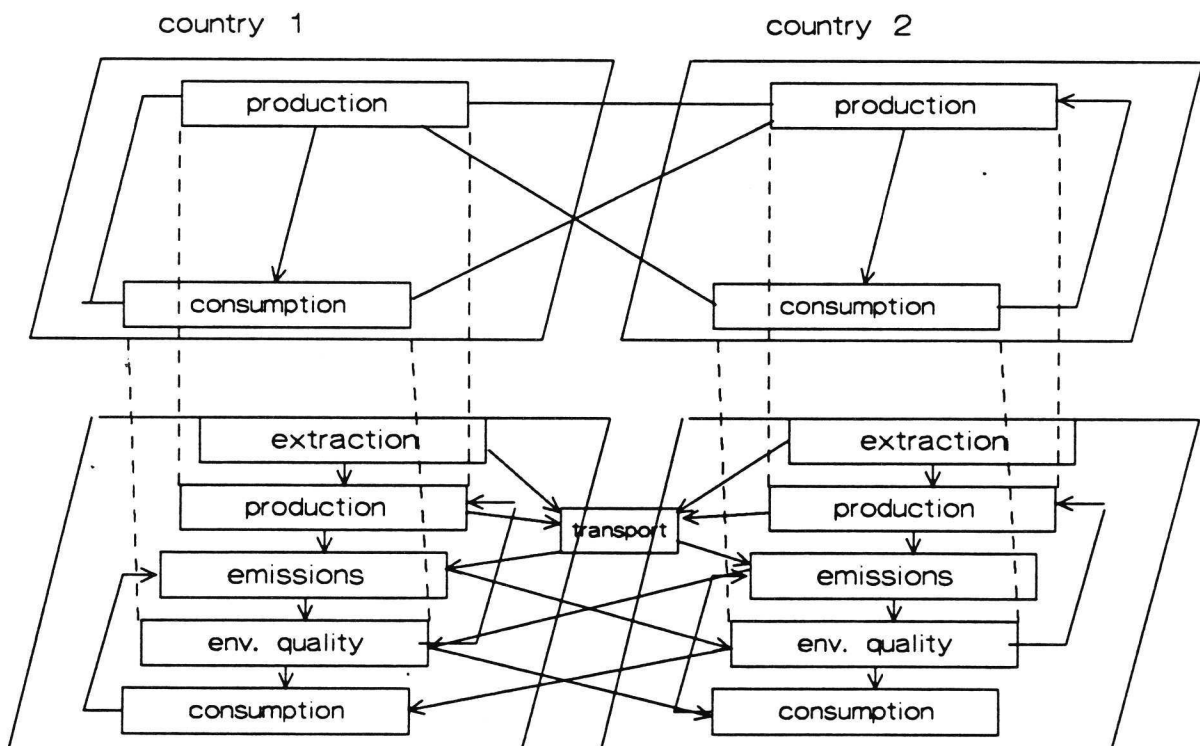 country 1
country 2
production
production
consumption
consumption
extraction
extraction
production
production
transport
emissions
emissions
env. quality
env. quality
consumption
consumption